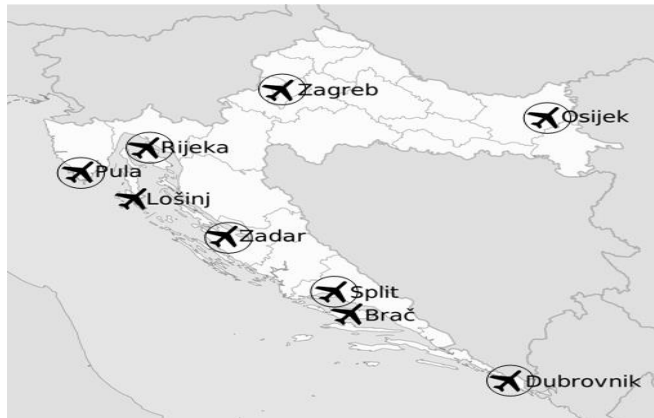 Zagreb
Osijek
Rijeka
Pula
Lošinj
Zadar
Split
Brač
Dubrovnik